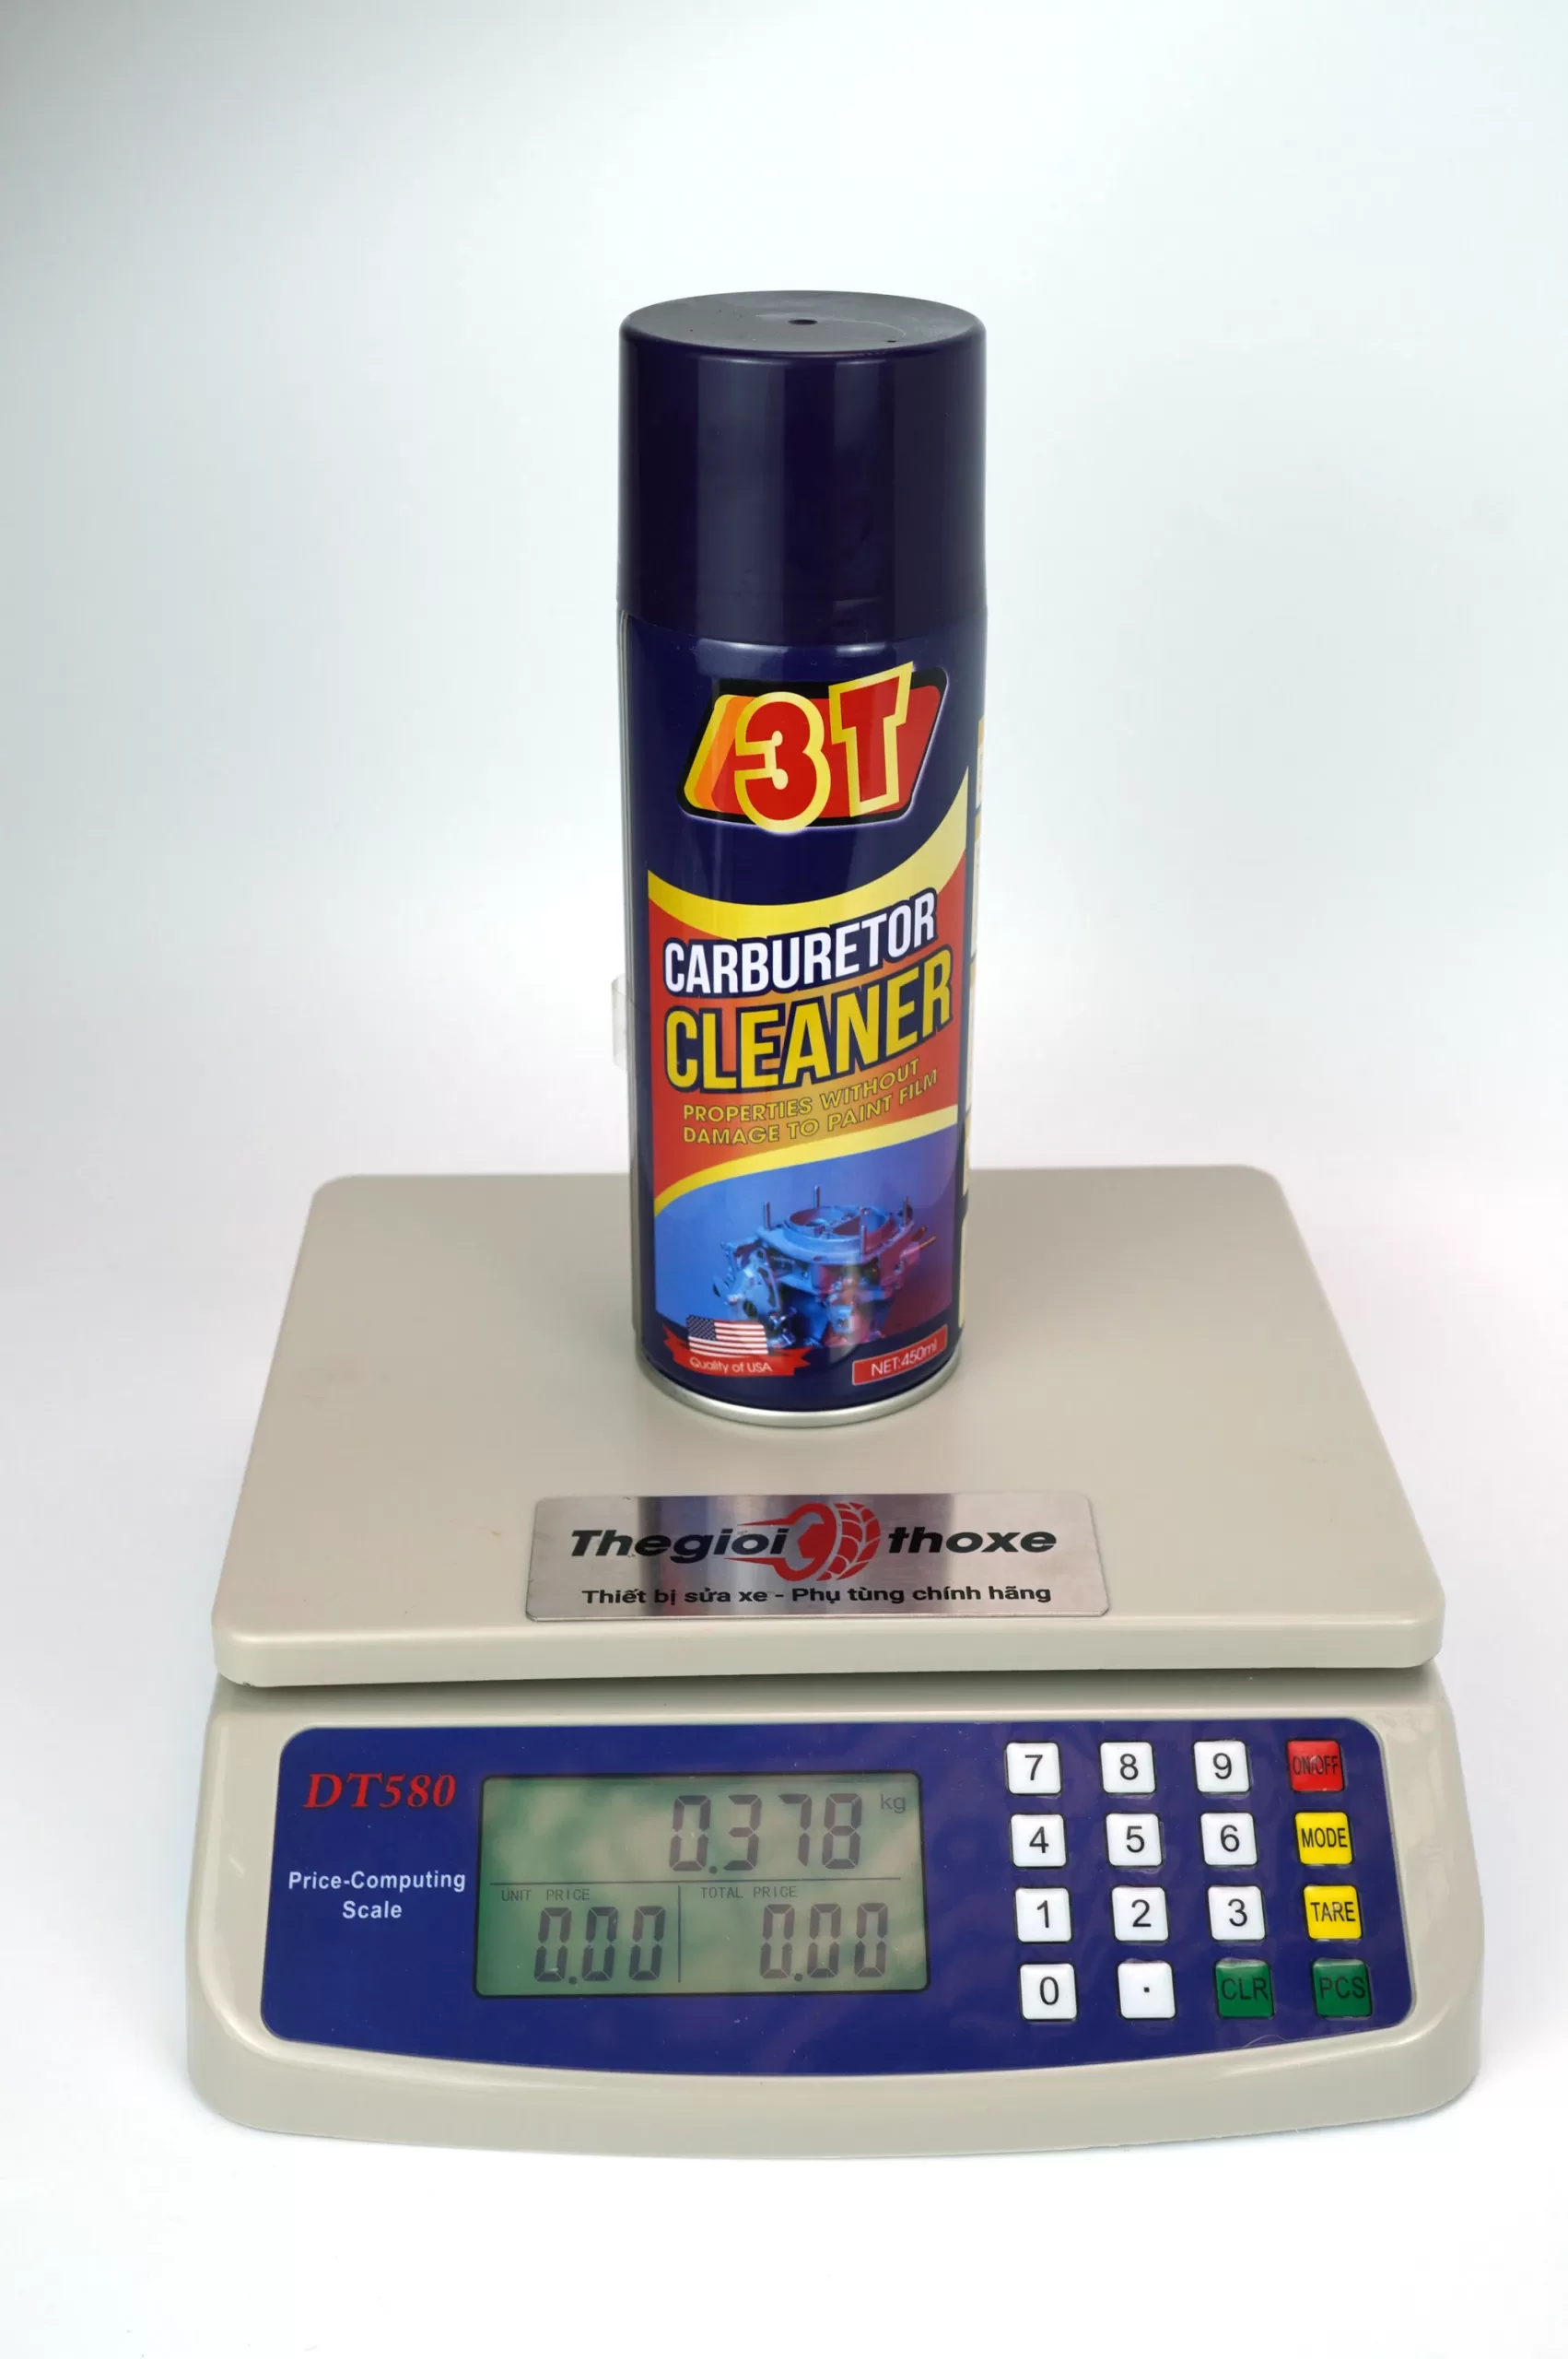 3T
CARBURETOR
CLEANER
PROPERTIES WITHOUT
DAMAGE TO PAINT FILM
Quality of USA
NET:450ml
Thegioithoxe
Thiết bị sửa xe - Phụ tùng chính hãng
DT580
Price-Computing
Scale
0.378 kg
UNIT PRICE
TOTAL PRICE
0.00
0.00
7 8 9 ON/OFF
4 5 6 MODE
1 2 3 TARE
0 . CLR PCS